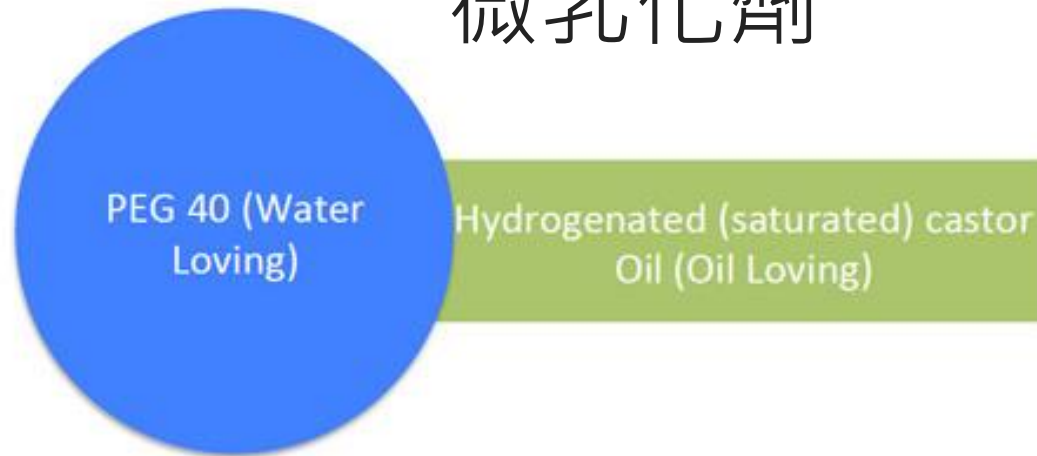 微乳化劑
PEG 40 (Water
Loving)
Hydrogenated (saturated) castor
Oil (Oil Loving)